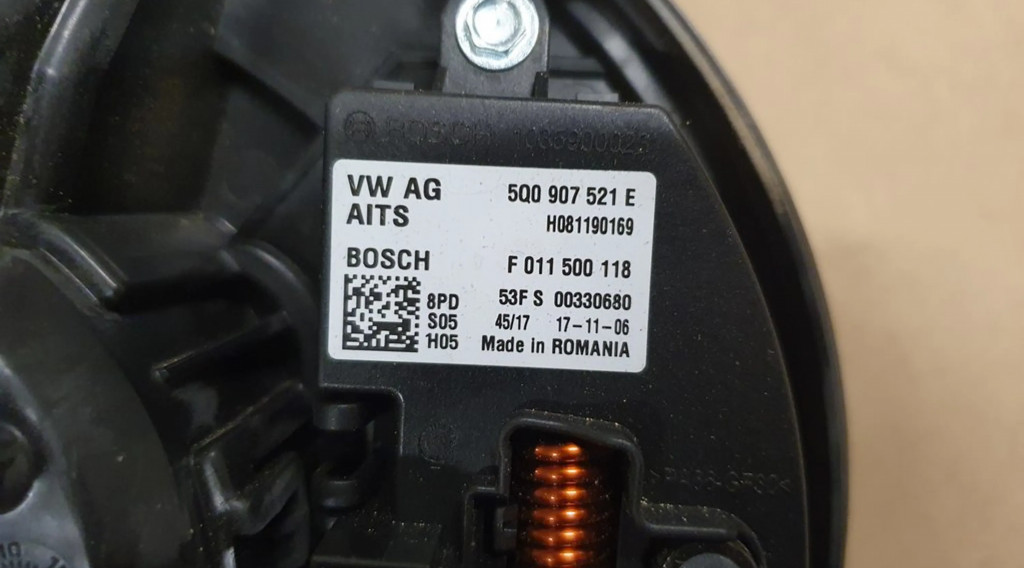 BOSCH
VW AG 5Q0 907 521 E
AITS H081190169
BOSCH F 011 500 118
8PD 53F S 00330680
S05 45/17 17-11-06
H05 Made in ROMANIA